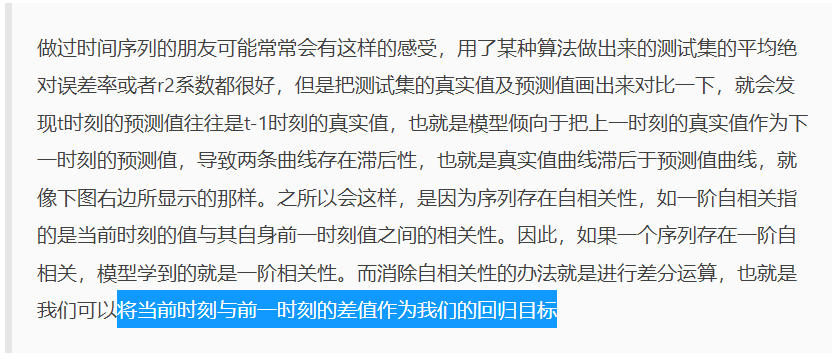 做过时间序列的朋友可能常常会有这样的感受，用了某种算法做出来的测试集的平均绝
对误差率或者r2系数都很好，但是把测试集的真实值及预测值画出来对比一下，就会发
现t时刻的预测值往往是t-1时刻的真实值，也就是模型倾向于把上一时刻的真实值作为下
一时刻的预测值，导致两条曲线存在滞后性，也就是真实值曲线滞后于预测值曲线，就
像下图右边所显示的那样。之所以会这样，是因为序列存在自相关性，如一阶自相关指
的是当前时刻的值与其自身前一时刻值之间的相关性。因此，如果一个序列存在一阶自
相关，模型学到的就是一阶相关性。而消除自相关性的办法就是进行差分运算，也就是
我们可以将当前时刻与前一时刻的差值作为我们的回归目标